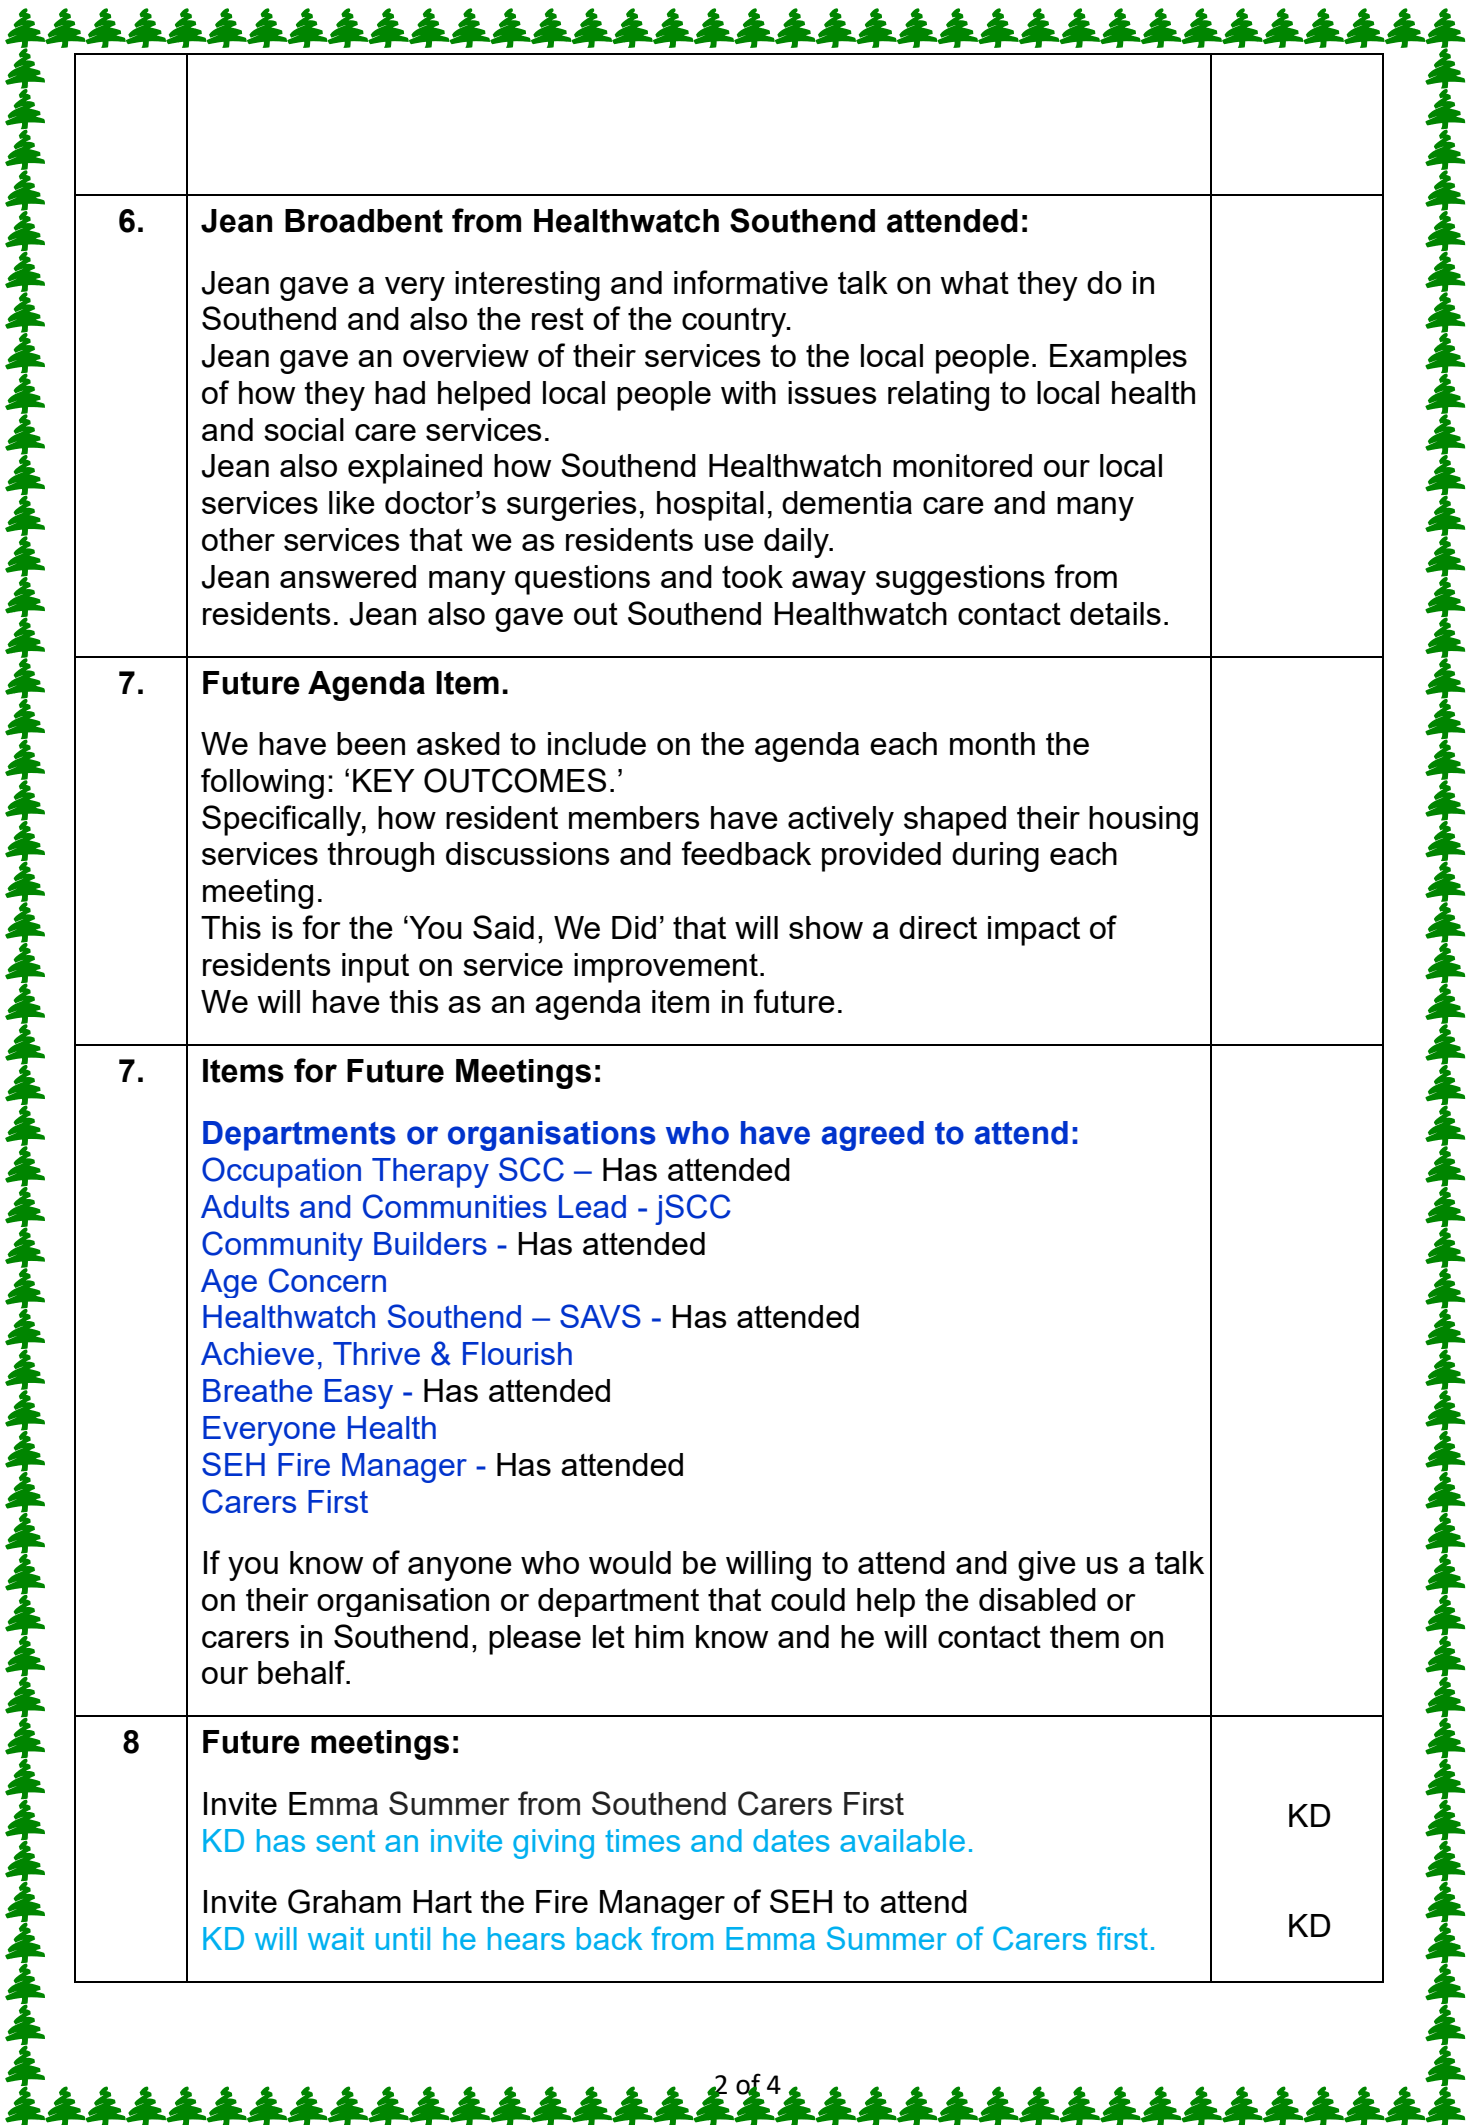 6.
Jean Broadbent from Healthwatch Southend attended:
Jean gave a very interesting and informative talk on what they do in
Southend and also the rest of the country.
Jean gave an overview of their services to the local people. Examples
of how they had helped local people with issues relating to local health
and social care services.
Jean also explained how Southend Healthwatch monitored our local
services like doctor’s surgeries, hospital, dementia care and many
other services that we as residents use daily.
Jean answered many questions and took away suggestions from
residents. Jean also gave out Southend Healthwatch contact details.
7.
Future Agenda Item.
We have been asked to include on the agenda each month the
following: ‘KEY OUTCOMES.’
Specifically, how resident members have actively shaped their housing
services through discussions and feedback provided during each
meeting.
This is for the ‘You Said, We Did’ that will show a direct impact of
residents input on service improvement.
We will have this as an agenda item in future.
7.
Items for Future Meetings:
Departments or organisations who have agreed to attend:
Occupation Therapy SCC – Has attended
Adults and Communities Lead - jSCC
Community Builders - Has attended
Age Concern
Healthwatch Southend – SAVS - Has attended
Achieve, Thrive & Flourish
Breathe Easy - Has attended
Everyone Health
SEH Fire Manager - Has attended
Carers First
If you know of anyone who would be willing to attend and give us a talk
on their organisation or department that could help the disabled or
carers in Southend, please let him know and he will contact them on
our behalf.
8
Future meetings:
Invite Emma Summer from Southend Carers First
KD has sent an invite giving times and dates available.
KD
Invite Graham Hart the Fire Manager of SEH to attend
KD will wait until he hears back from Emma Summer of Carers first.
KD
2 of 4